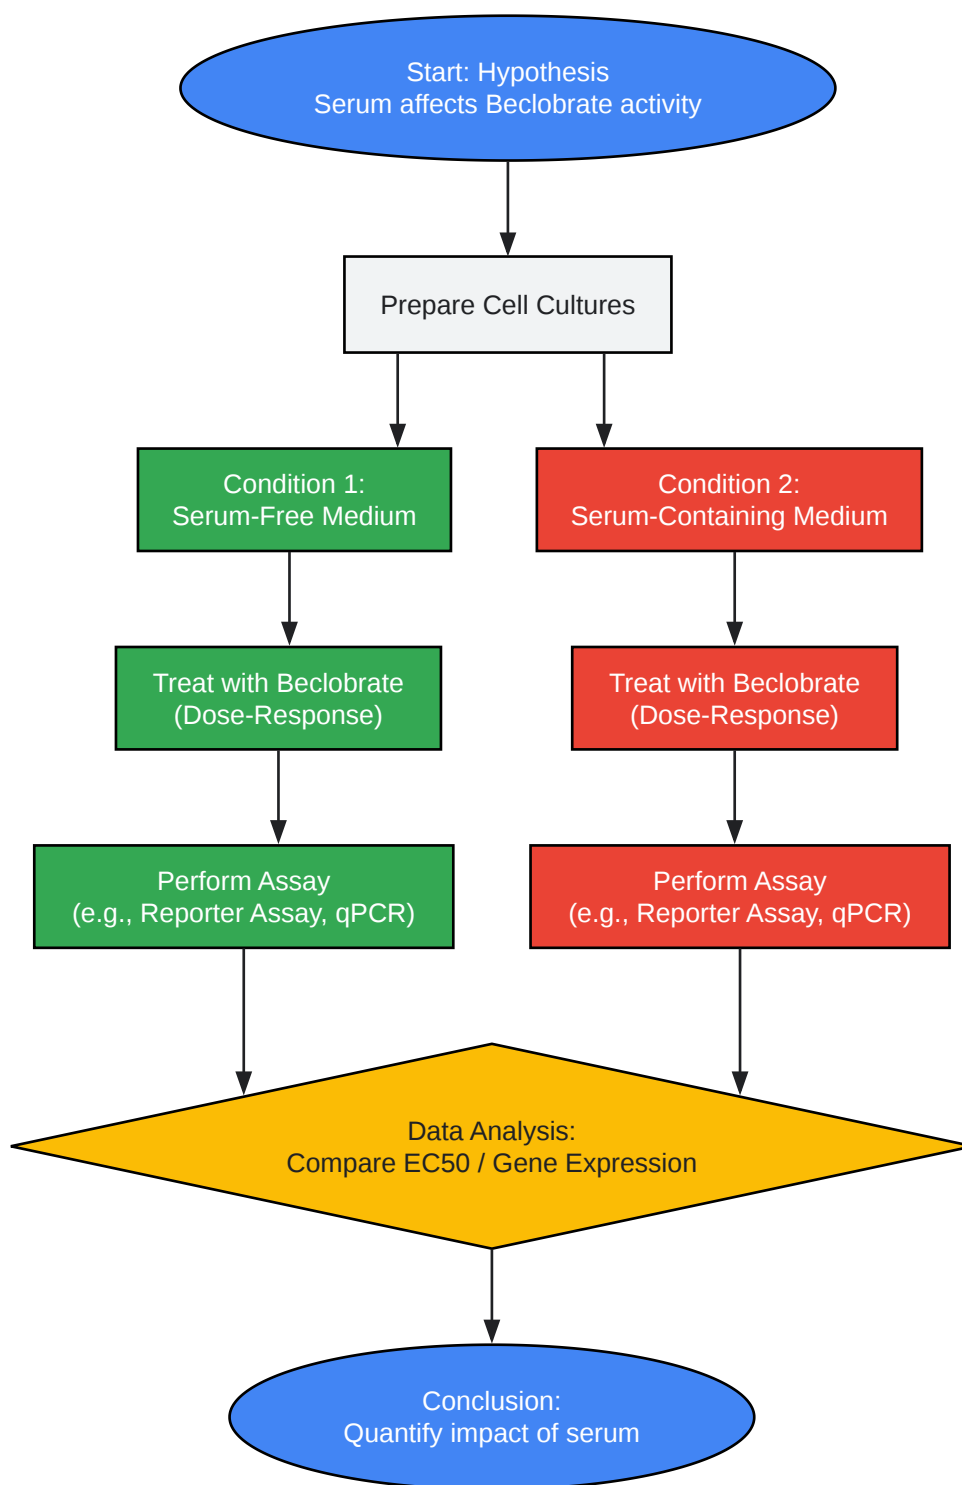 Start: Hypothesis
Serum affects Beclobrate activity
Prepare Cell Cultures
Condition 1:
Serum-Free Medium
Condition 2:
Serum-Containing Medium
Treat with Beclobrate
(Dose-Response)
Treat with Beclobrate
(Dose-Response)
Perform Assay
(e.g., Reporter Assay, qPCR)
Perform Assay
(e.g., Reporter Assay, qPCR)
Data Analysis:
Compare EC50 / Gene Expression
Conclusion:
Quantify impact of serum